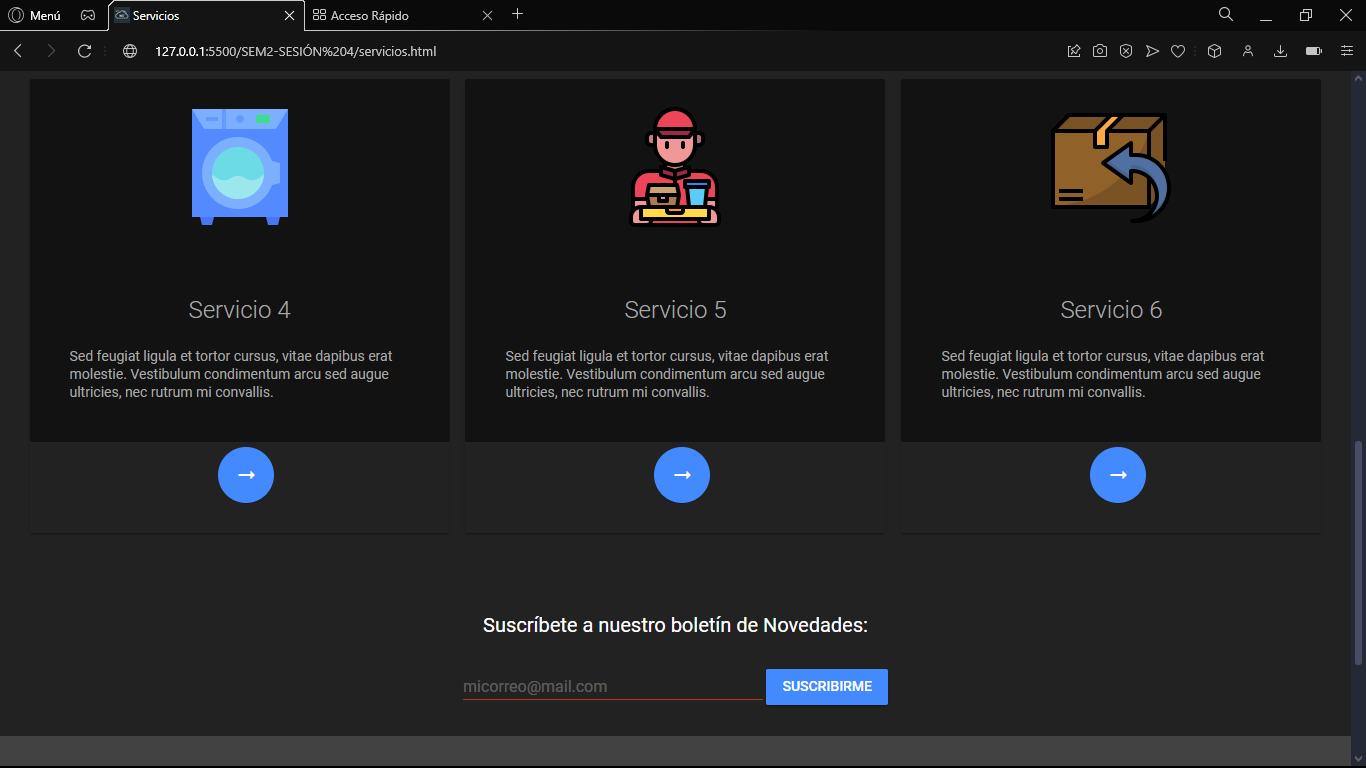 Menú
Servicios
Acceso Rápido
127.0.0.1:5500/SEM2-SESIÓN%204/servicios.html
Servicio 4
Sed feugiat ligula et tortor cursus, vitae dapibus erat
molestie. Vestibulum condimentum arcu sed augue
ultricies, nec rutrum mi convallis.
Servicio 5
Sed feugiat ligula et tortor cursus, vitae dapibus erat
molestie. Vestibulum condimentum arcu sed augue
ultricies, nec rutrum mi convallis.
Servicio 6
Sed feugiat ligula et tortor cursus, vitae dapibus erat
molestie. Vestibulum condimentum arcu sed augue
ultricies, nec rutrum mi convallis.
Suscríbete a nuestro boletín de Novedades:
micorreo@mail.com
SUSCRIBIRME